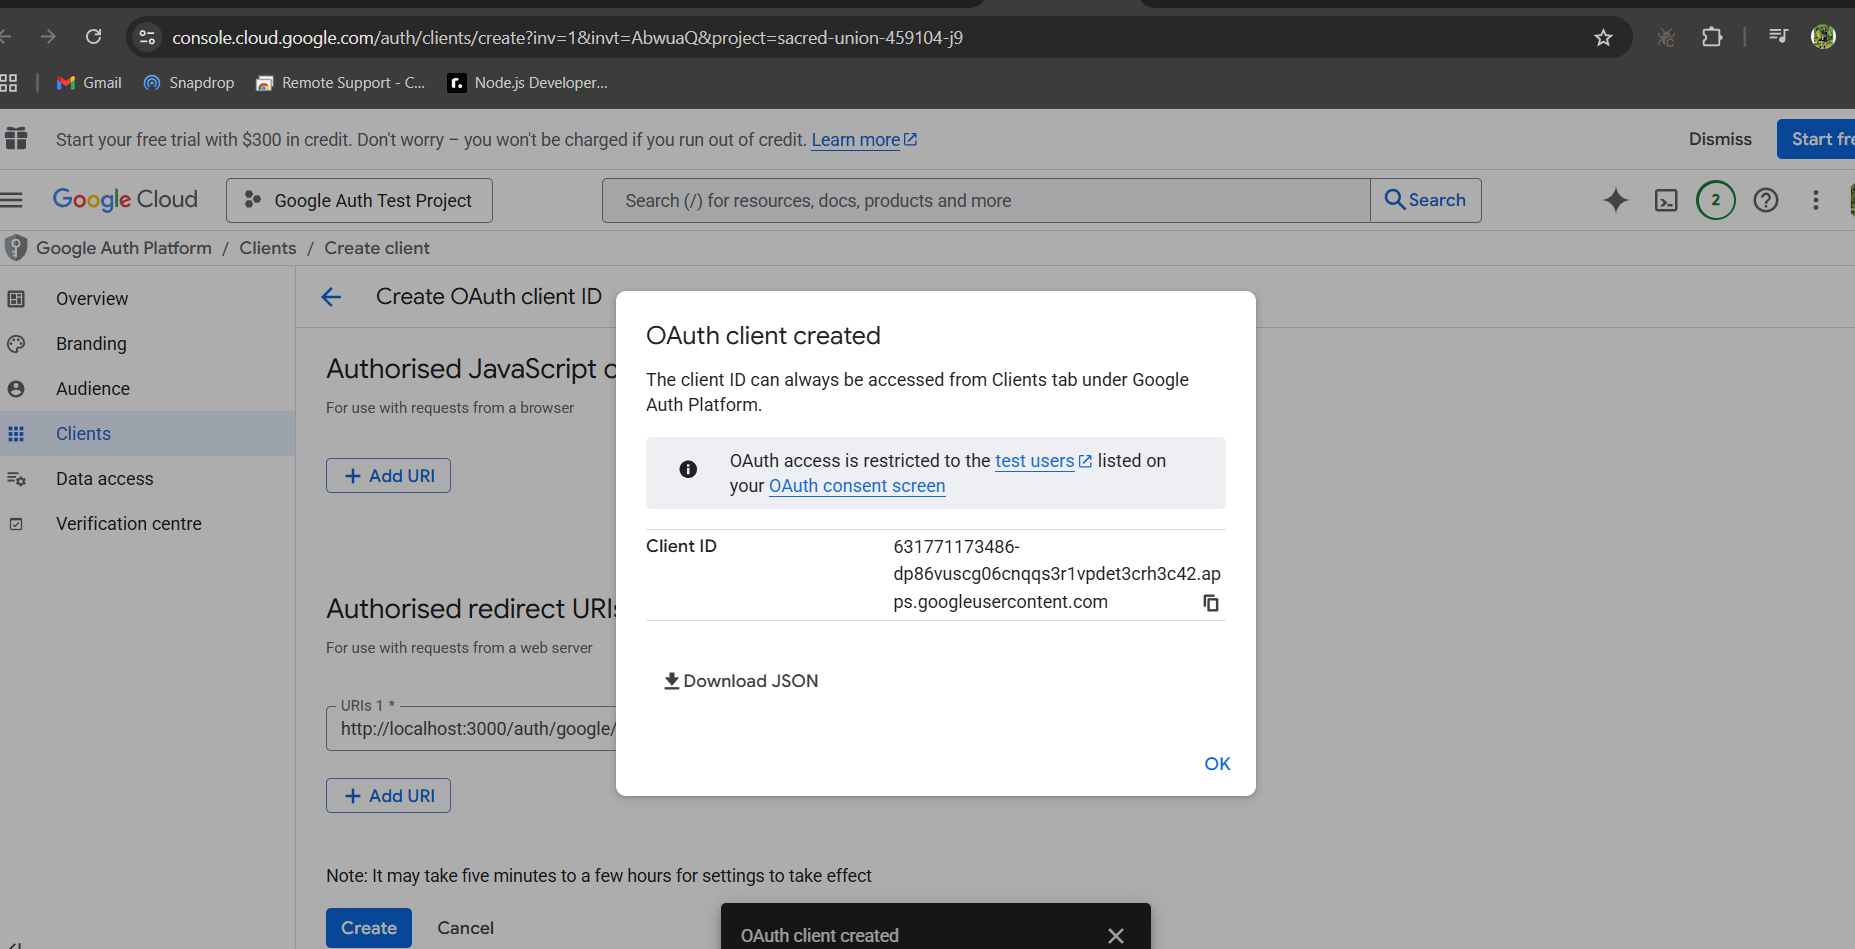 console.cloud.google.com/auth/clients/create?inv=1&invt=AbwuaQ&project=sacred-union-459104-j9
Gmail
Snapdrop
Remote Support - C...
Node.js Developer...
Start your free trial with $300 in credit. Don't worry – you won't be charged if you run out of credit. Learn more
Dismiss
Start fre
Google Cloud
Google Auth Test Project
Search (/) for resources, docs, products and more
Search
2
Google Auth Platform / Clients / Create client
Overview
Branding
Audience
Clients
Data access
Verification centre
Create OAuth client ID
Authorised JavaScript o
For use with requests from a browser
+ Add URI
Authorised redirect URIs
For use with requests from a web server
URIs 1 *
http://localhost:3000/auth/google/
+ Add URI
Note: It may take five minutes to a few hours for settings to take effect
Create
Cancel
OAuth client created
The client ID can always be accessed from Clients tab under Google
Auth Platform.
OAuth access is restricted to the test users listed on
your OAuth consent screen
Client ID
631771173486-
dp86vuscg06cnqqs3r1vpdet3crh3c42.ap
ps.googleusercontent.com
Download JSON
OK
OAuth client created